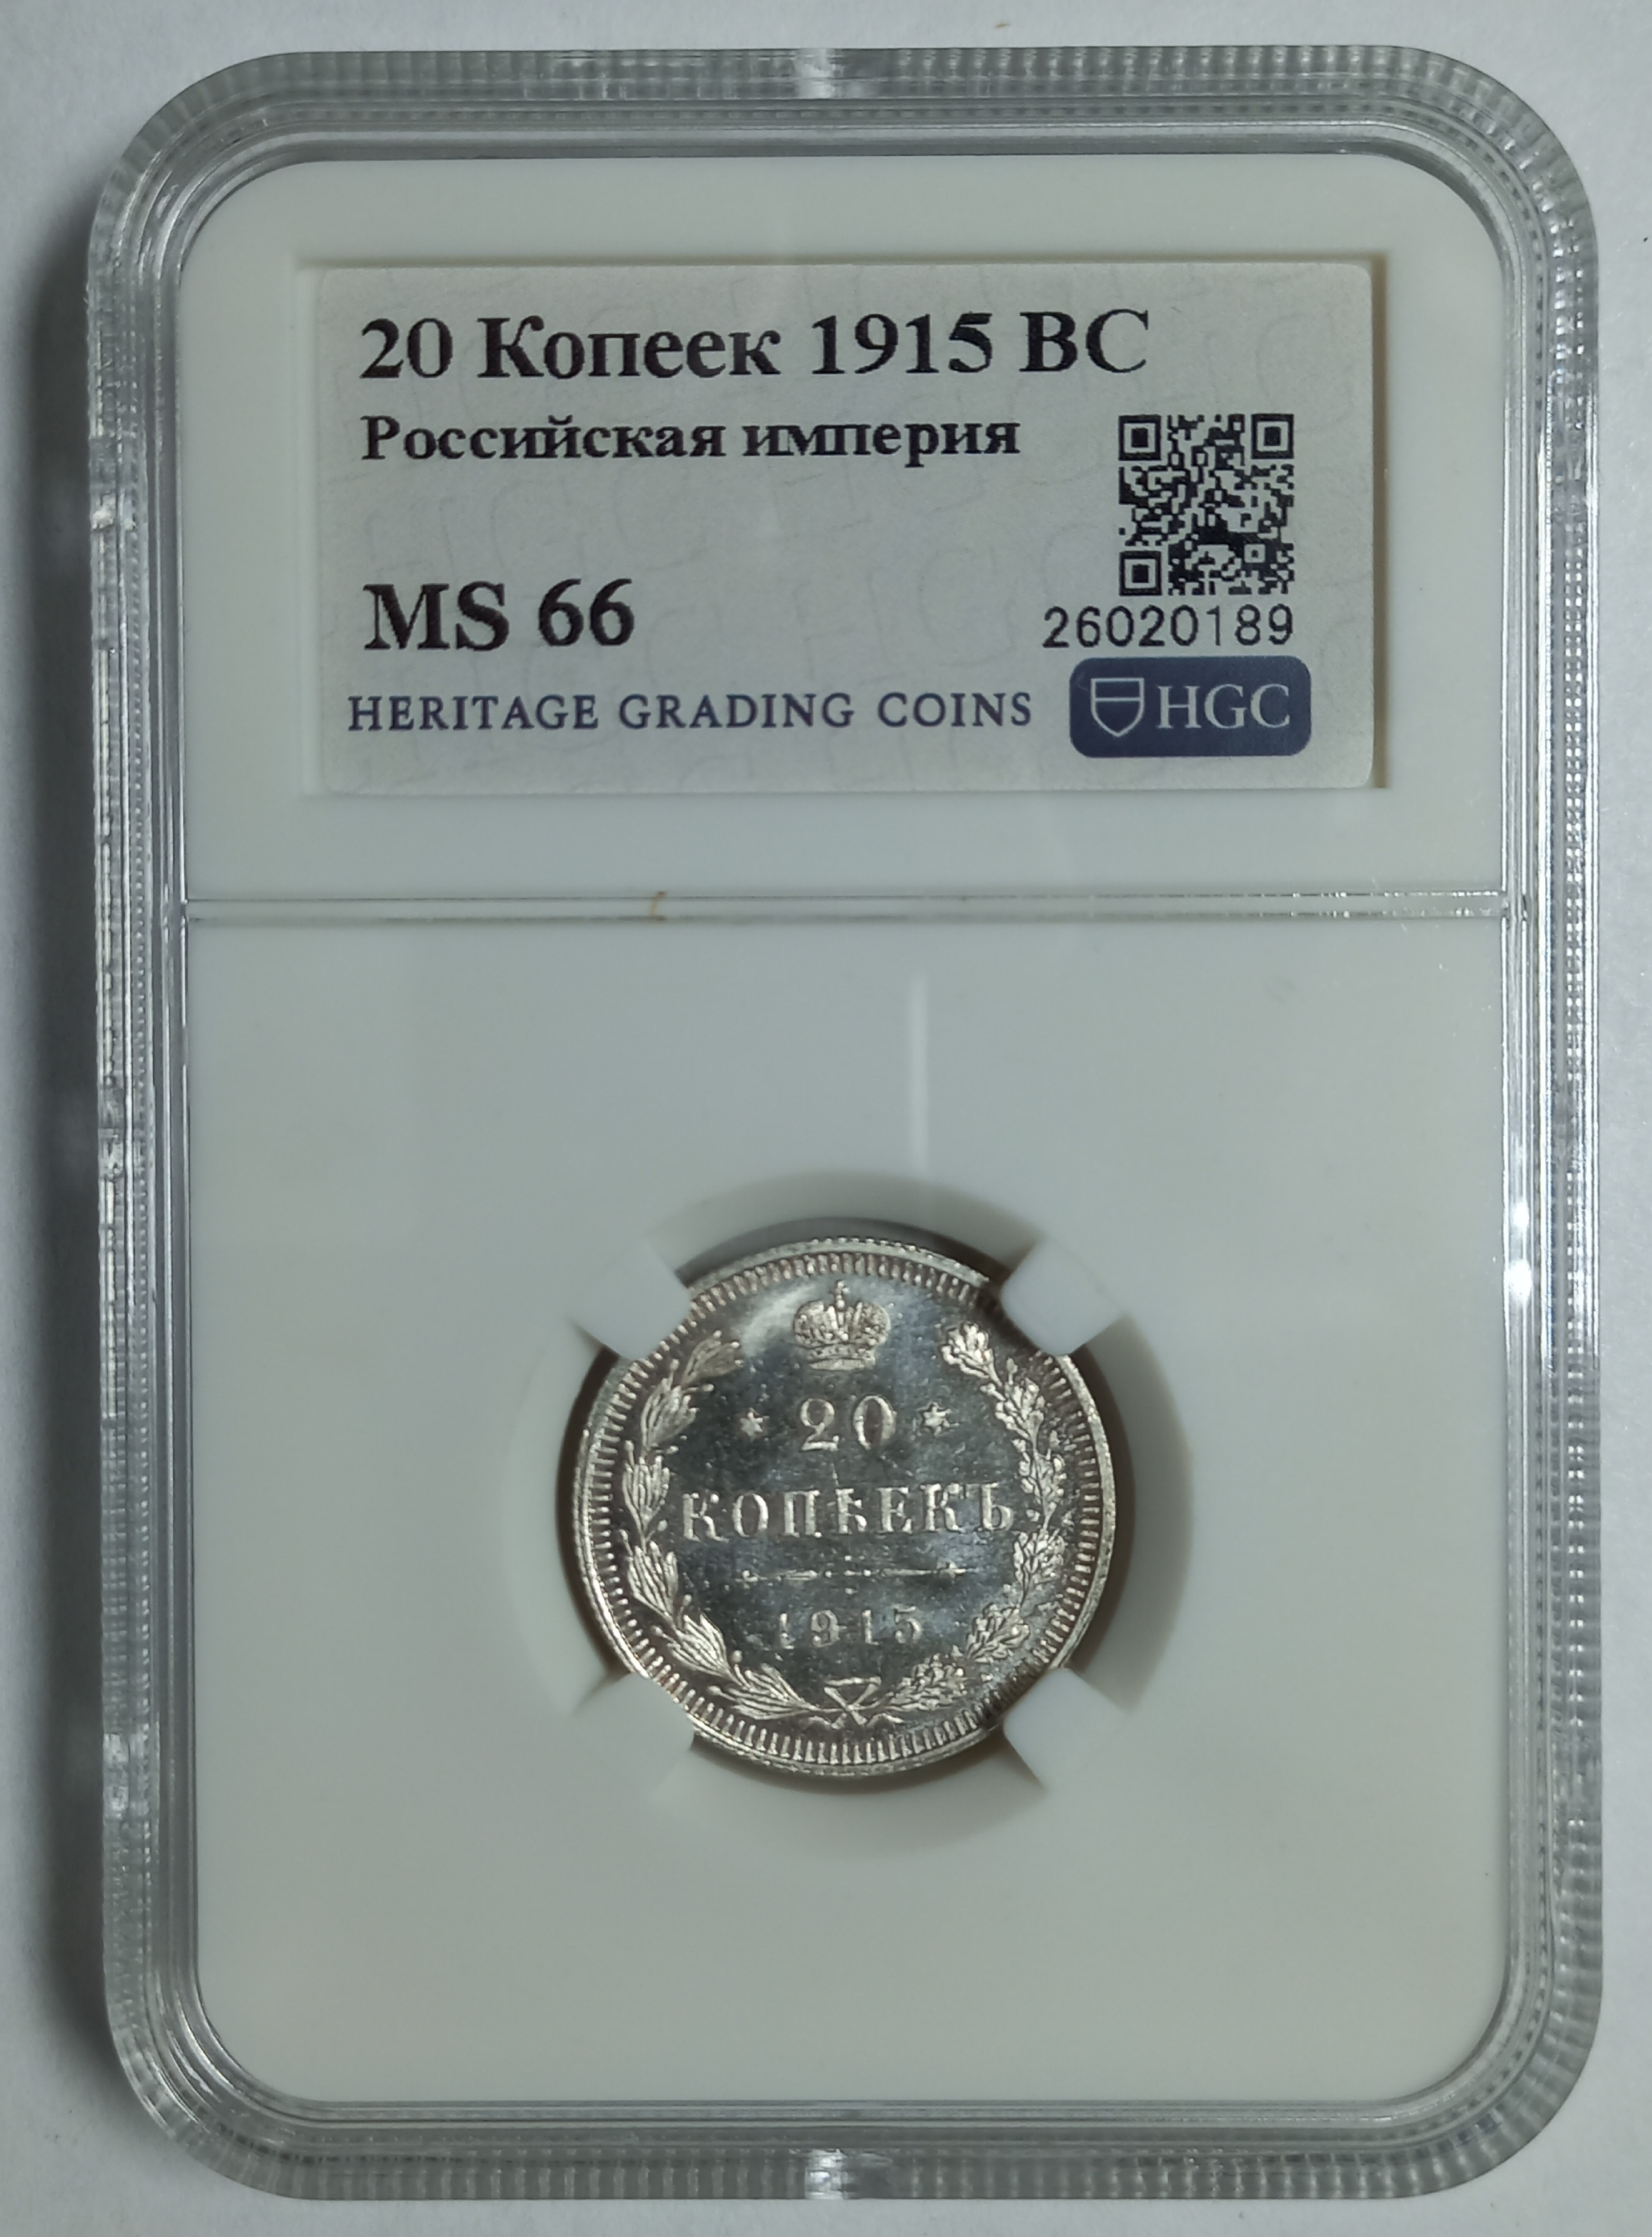 20 Копеек 1915 ВС
Российская империя
MS 66
26020189
HERITAGE GRADING COINS
HGC
20
КОПѢЕКЪ
1915